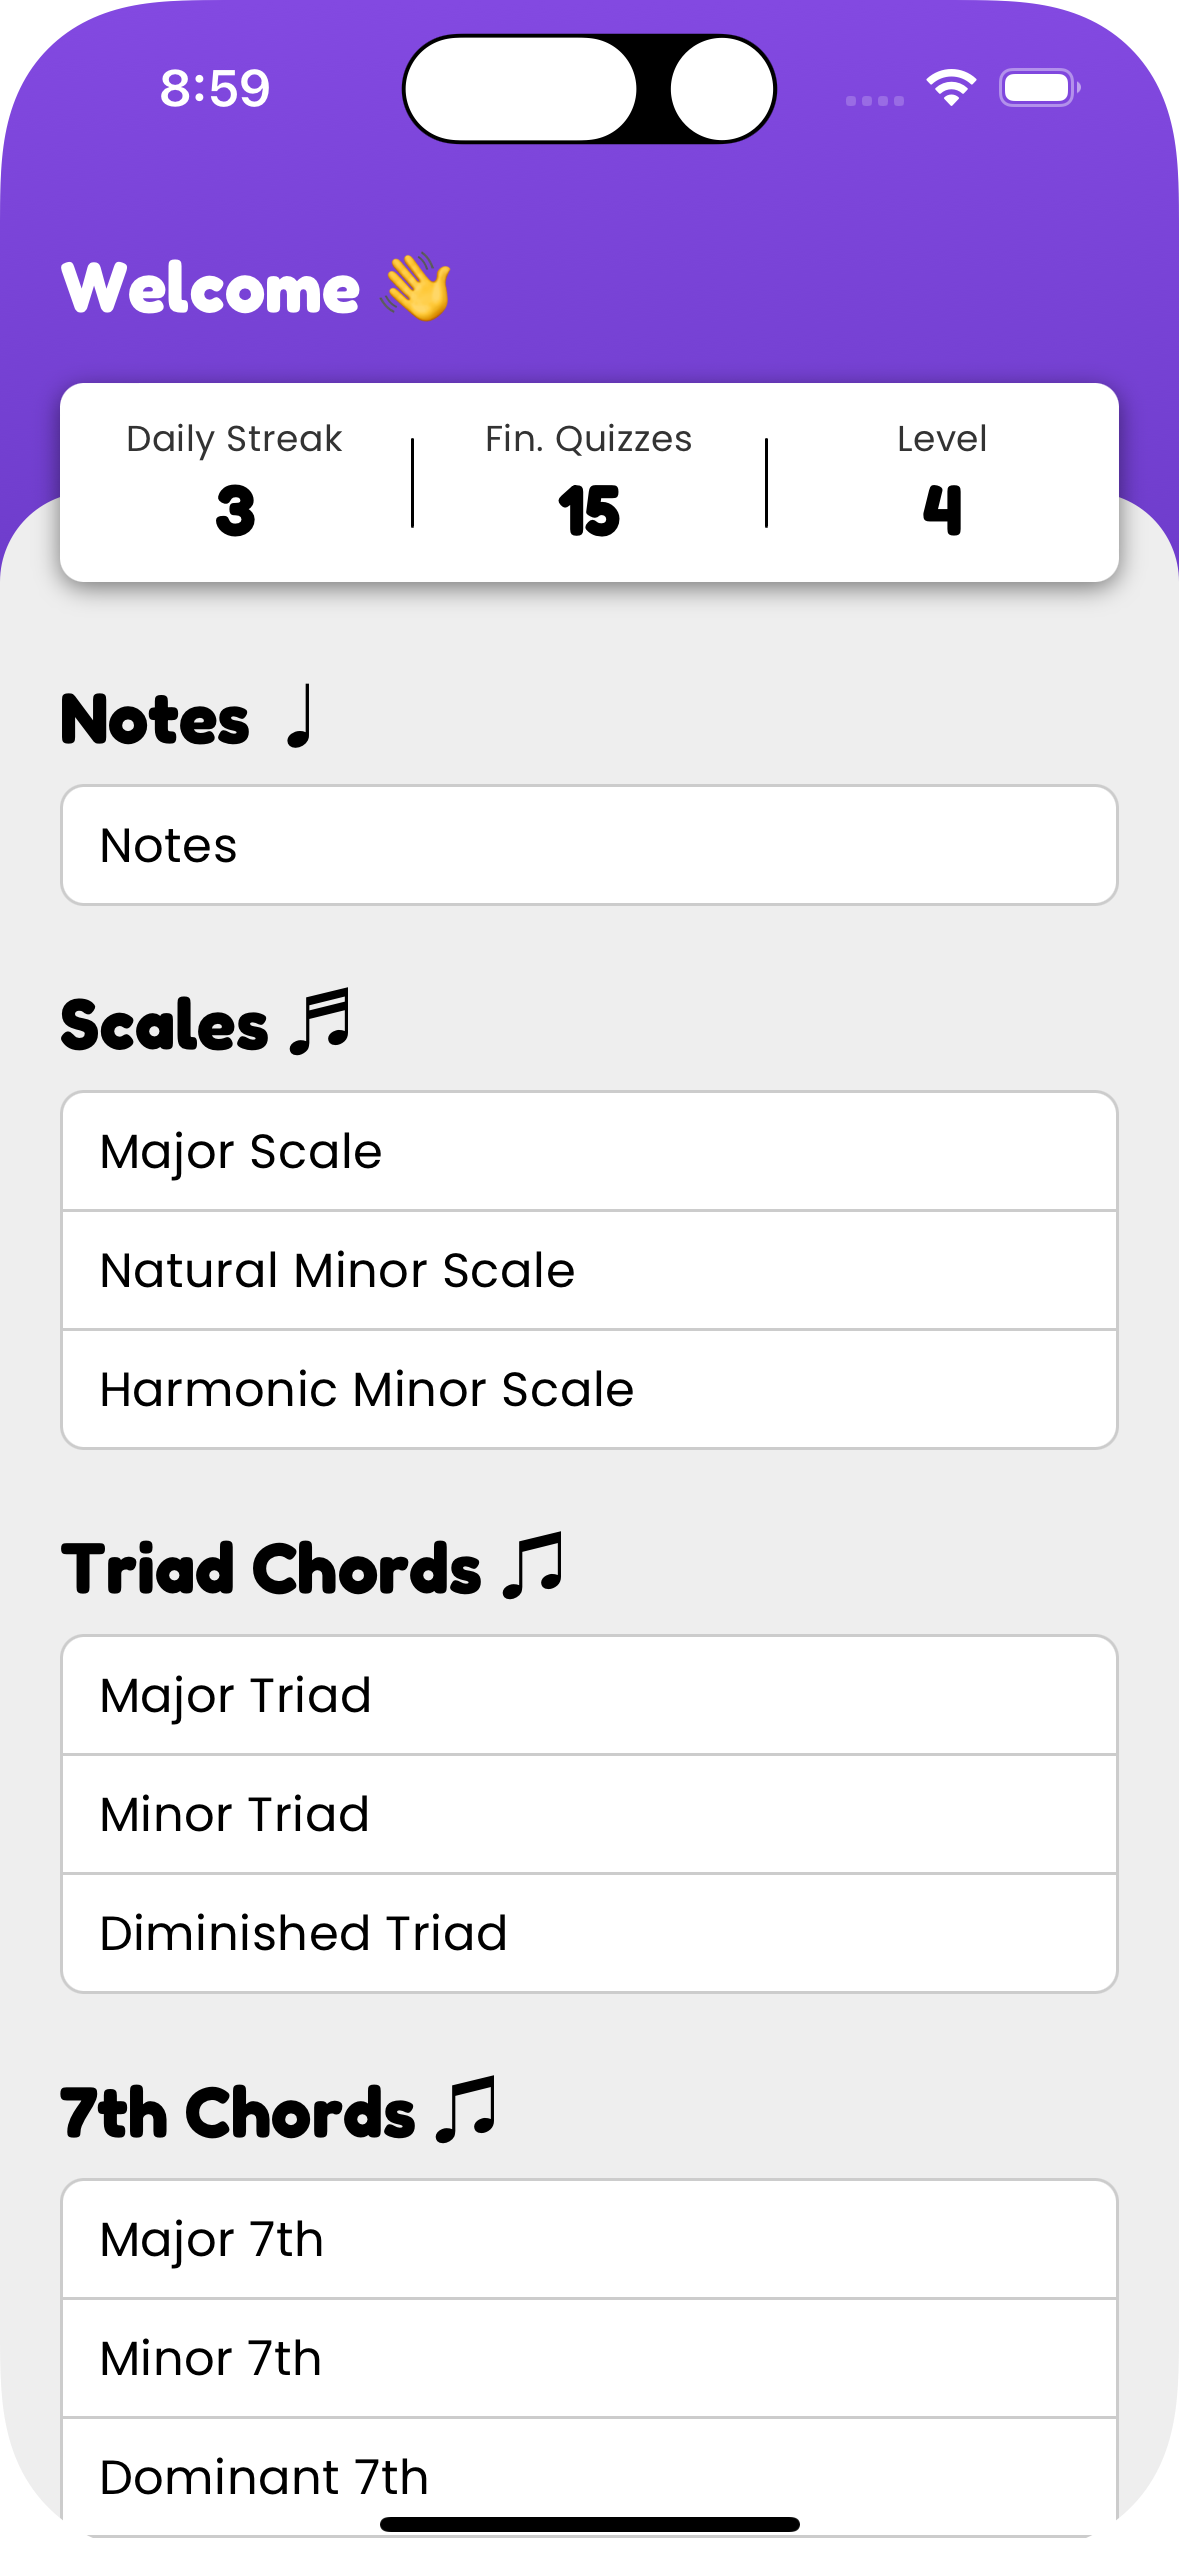 8:59
Welcome 👋
Daily Streak
3
Fin. Quizzes
15
Level
4
Notes
Notes
Scales
Major Scale
Natural Minor Scale
Harmonic Minor Scale
Triad Chords
Major Triad
Minor Triad
Diminished Triad
7th Chords
Major 7th
Minor 7th
Dominant 7th